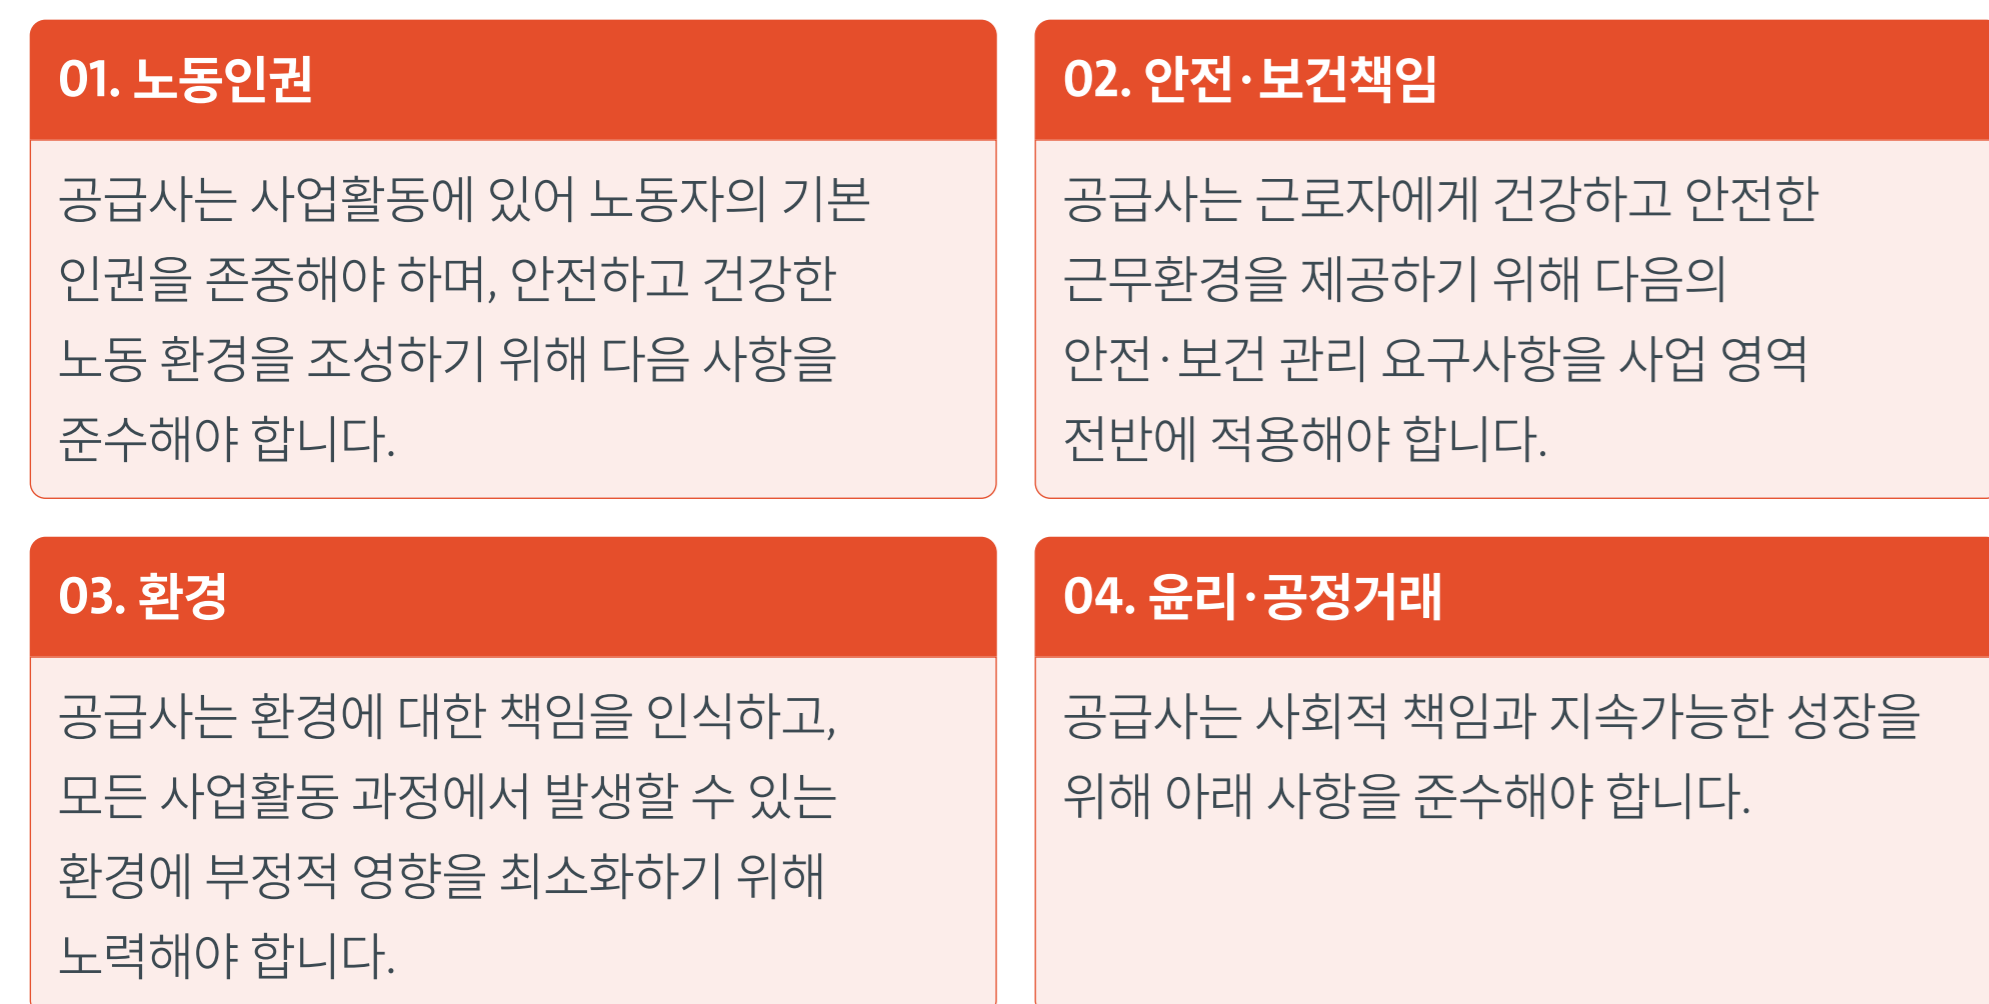 01. 노동인권
공급사는 사업활동에 있어 노동자의 기본
인권을 존중해야 하며, 안전하고 건강한
노동 환경을 조성하기 위해 다음 사항을
준수해야 합니다.
02. 안전·보건책임
공급사는 근로자에게 건강하고 안전한
근무환경을 제공하기 위해 다음의
안전·보건 관리 요구사항을 사업 영역
전반에 적용해야 합니다.
03. 환경
공급사는 환경에 대한 책임을 인식하고,
모든 사업활동 과정에서 발생할 수 있는
환경에 부정적 영향을 최소화하기 위해
노력해야 합니다.
04. 윤리·공정거래
공급사는 사회적 책임과 지속가능한 성장을
위해 아래 사항을 준수해야 합니다.